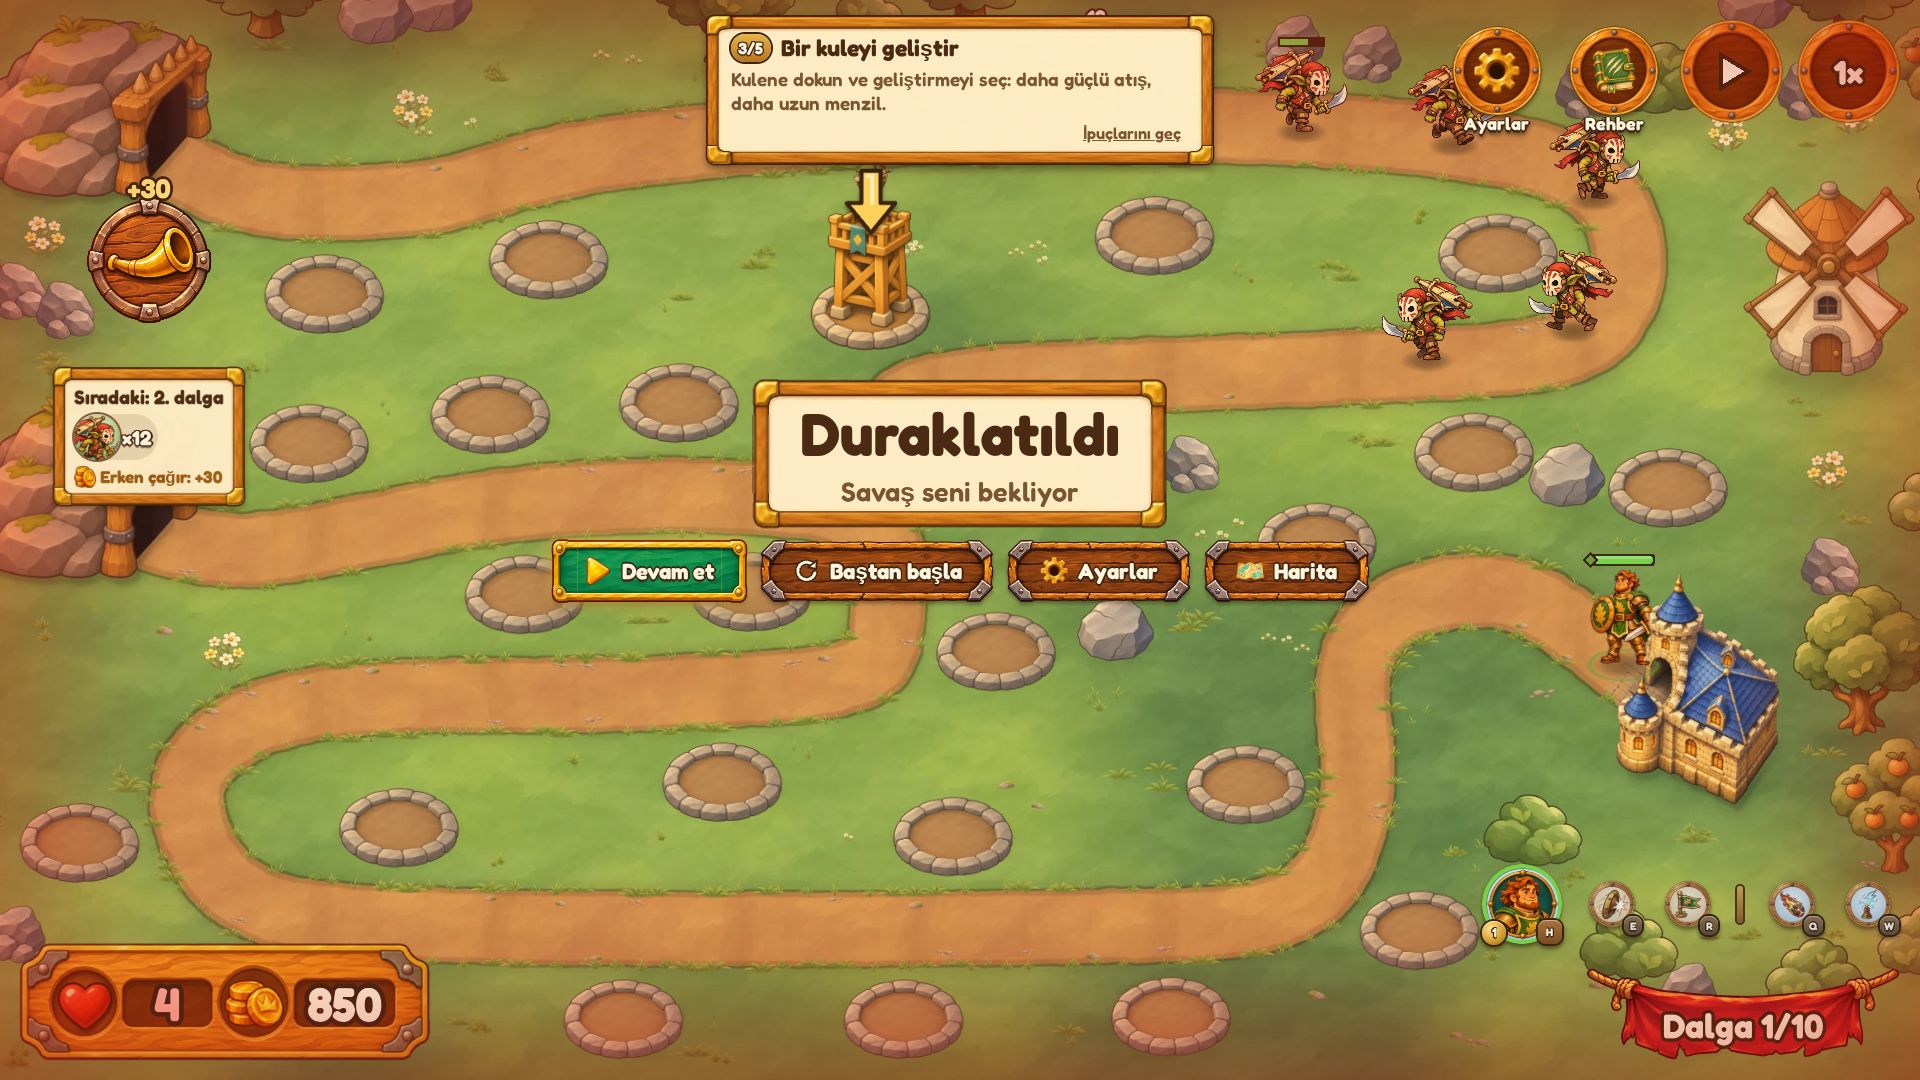 3/5 Bir kuleyi geliştir
Kulene dokun ve geliştirmeyi seç: daha güçlü atış,
daha uzun menzil.
İpuçlarını geç
Ayarlar
Rehber
1x
+30
Sıradaki: 2. dalga
x12
Erken çağır: +30
Duraklatıldı
Savaş seni bekliyor
Devam et
Baştan başla
Ayarlar
Harita
1
H
E
R
Q
W
4
850
Dalga 1/10